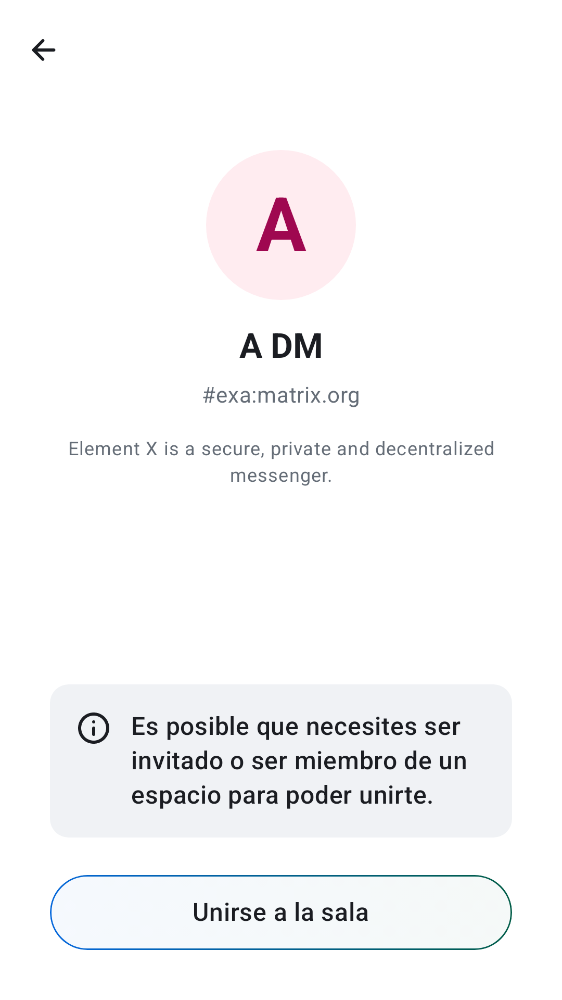 A
A DM
#exa:matrix.org
Element X is a secure, private and decentralized
messenger.
Es posible que necesites ser
invitado o ser miembro de un
espacio para poder unirte.
Unirse a la sala